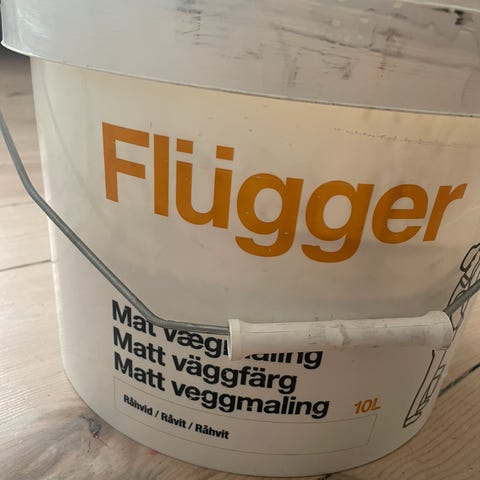 Flügger
Mat vægmaling
Matt väggfärg
Matt veggmaling
10L
Råhvid / Råvit / Råhvit